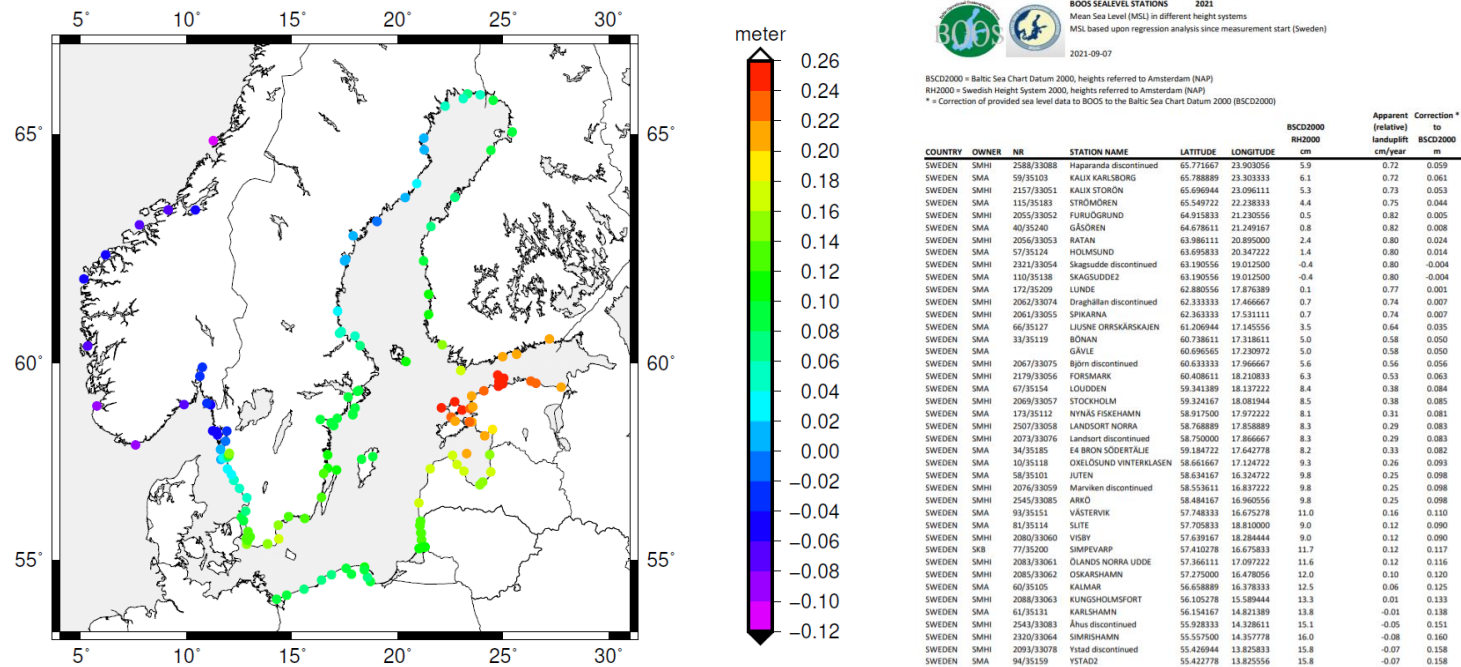 5˚ 10˚ 15˚ 20˚ 25˚ 30˚
65˚ 65˚
60˚ 60˚
55˚ 55˚
5˚ 10˚ 15˚ 20˚ 25˚ 30˚
meter
0.26
0.24
0.22
0.20
0.18
0.16
0.14
0.12
0.10
0.08
0.06
0.04
0.02
0.00
−0.02
−0.04
−0.06
−0.08
−0.10
−0.12
BOOS
BOOS SEALEVEL STATIONS 2021
Mean Sea Level (MSL) in different height systems
MSL based upon regression analysis since measurement start (Sweden)
2021-09-07
BSCD2000 = Baltic Sea Chart Datum 2000, heights referred to Amsterdam (NAP)
RH2000 = Swedish Height System 2000, heights referred to Amsterdam (NAP)
* = Correction of provided sea level data to BOOS to the Baltic Sea Chart Datum 2000 (BSCD2000)
Apparent Correction *
(relative) to
BSCD2000 landuplift BSCD2000
RH2000 cm/year m
cm
COUNTRY OWNER NR STATION NAME LATITUDE LONGITUDE
SWEDEN SMHI 2588/33088 Haparanda discontinued 65.771667 23.903056 5.9 0.72 0.059
SWEDEN SMA 59/35103 KALIX KARLSBORG 65.788889 23.303333 6.1 0.72 0.061
SWEDEN SMHI 2157/33051 KALIX STORÖN 65.696944 23.096111 5.3 0.73 0.053
SWEDEN SMA 115/35183 STRÖMÖREN 65.549722 22.238333 4.4 0.75 0.044
SWEDEN SMHI 2055/33052 FURUÖGRUND 64.915833 21.230556 0.5 0.82 0.005
SWEDEN SMA 40/35240 GÅSÖREN 64.678611 21.249167 0.8 0.82 0.008
SWEDEN SMHI 2056/33053 RATAN 63.986111 20.895000 2.4 0.80 0.024
SWEDEN SMA 57/35124 HOLMSUND 63.695833 20.347222 1.4 0.80 0.014
SWEDEN SMHI 2321/33054 Skagsudde discontinued 63.190556 19.012500 -0.4 0.80 -0.004
SWEDEN SMA 110/35138 SKAGSUDDE2 63.190556 19.012500 -0.4 0.80 -0.004
SWEDEN SMA 172/35209 LUNDE 62.880556 17.876389 0.1 0.77 0.001
SWEDEN SMHI 2062/33074 Draghällan discontinued 62.333333 17.466667 0.7 0.74 0.007
SWEDEN SMHI 2061/33055 SPIKARNA 62.363333 17.531111 0.7 0.74 0.007
SWEDEN SMA 66/35127 LJUSNE ORRSKÄRSKAJEN 61.206944 17.145556 3.5 0.64 0.035
SWEDEN SMA 33/35119 BÖNAN 60.738611 17.318611 5.0 0.58 0.050
SWEDEN SMA GÄVLE 60.696565 17.230972 5.0 0.58 0.050
SWEDEN SMHI 2067/33075 Björn discontinued 60.633333 17.966667 5.6 0.56 0.056
SWEDEN SMHI 2179/33056 FORSMARK 60.408611 18.210833 6.3 0.53 0.063
SWEDEN SMA 67/35154 LOUDDEN 59.341389 18.137222 8.4 0.38 0.084
SWEDEN SMHI 2069/33057 STOCKHOLM 59.324167 18.081944 8.5 0.38 0.085
SWEDEN SMA 173/35112 NYNÄS FISKEHAMN 58.917500 17.972222 8.1 0.31 0.081
SWEDEN SMHI 2507/33058 LANDSORT NORRA 58.768889 17.858889 8.3 0.29 0.083
SWEDEN SMHI 2073/33076 Landsort discontinued 58.750000 17.866667 8.3 0.29 0.083
SWEDEN SMA 34/35185 E4 BRON SÖDERTÄLJE 59.184722 17.642778 8.2 0.33 0.082
SWEDEN SMA 10/35118 OXELÖSUND VINTERKLASEN 58.661667 17.124722 9.3 0.26 0.093
SWEDEN SMA 58/35101 JUTEN 58.634167 16.324722 9.8 0.25 0.098
SWEDEN SMHI 2076/33059 Marviken discontinued 58.553611 16.837222 9.8 0.25 0.098
SWEDEN SMHI 2545/33085 ARKÖ 58.484167 16.960556 9.8 0.25 0.098
SWEDEN SMA 93/35151 VÄSTERVIK 57.748333 16.675278 11.0 0.16 0.110
SWEDEN SMA 81/35114 SLITE 57.705833 18.810000 9.0 0.12 0.090
SWEDEN SMHI 2080/33060 VISBY 57.639167 18.284444 9.0 0.12 0.090
SWEDEN SKB 77/35200 SIMPEVARP 57.410278 16.675833 11.7 0.12 0.117
SWEDEN SMHI 2083/33061 ÖLANDS NORRA UDDE 57.366111 17.097222 11.6 0.12 0.116
SWEDEN SMHI 2085/33062 OSKARSHAMN 57.275000 16.478056 12.0 0.10 0.120
SWEDEN SMA 60/35105 KALMAR 56.658889 16.378333 12.5 0.06 0.125
SWEDEN SMHI 2088/33063 KUNGSHOLMSFORT 56.105278 15.589444 13.3 0.01 0.133
SWEDEN SMA 61/35131 KARLSHAMN 56.154167 14.821389 13.8 -0.01 0.138
SWEDEN SMHI 2543/33083 Åhus discontinued 55.928333 14.328611 15.1 -0.05 0.151
SWEDEN SMHI 2320/33064 SIMRISHAMN 55.557500 14.357778 16.0 -0.08 0.160
SWEDEN SMHI 2093/33078 Ystad discontinued 55.426944 13.825833 15.8 -0.07 0.158
SWEDEN SMA 94/35159 YSTAD2 55.422778 13.825556 15.8 -0.07 0.158